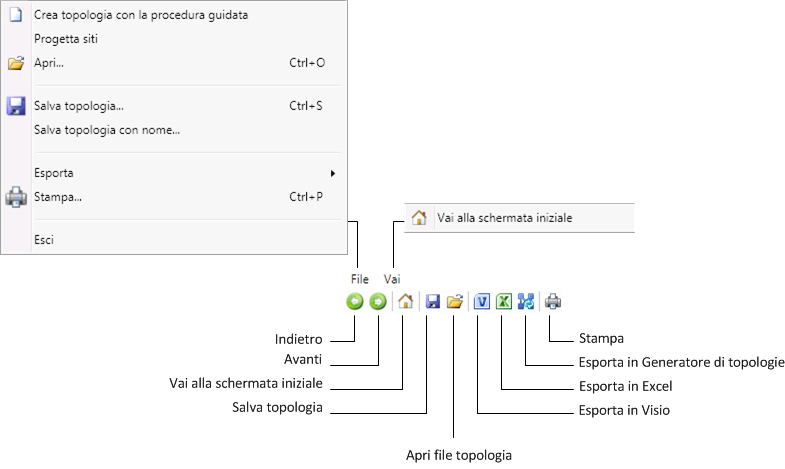 Crea topologia con la procedura guidata
Progetta siti
Apri... Ctrl+O
Salva topologia... Ctrl+S
Salva topologia con nome...
Esporta
Stampa... Ctrl+P
Esci
Vai alla schermata iniziale
File Vai
Indietro
Avanti
Vai alla schermata iniziale
Salva topologia
Apri file topologia
Stampa
Esporta in Generatore di topologie
Esporta in Excel
Esporta in Visio